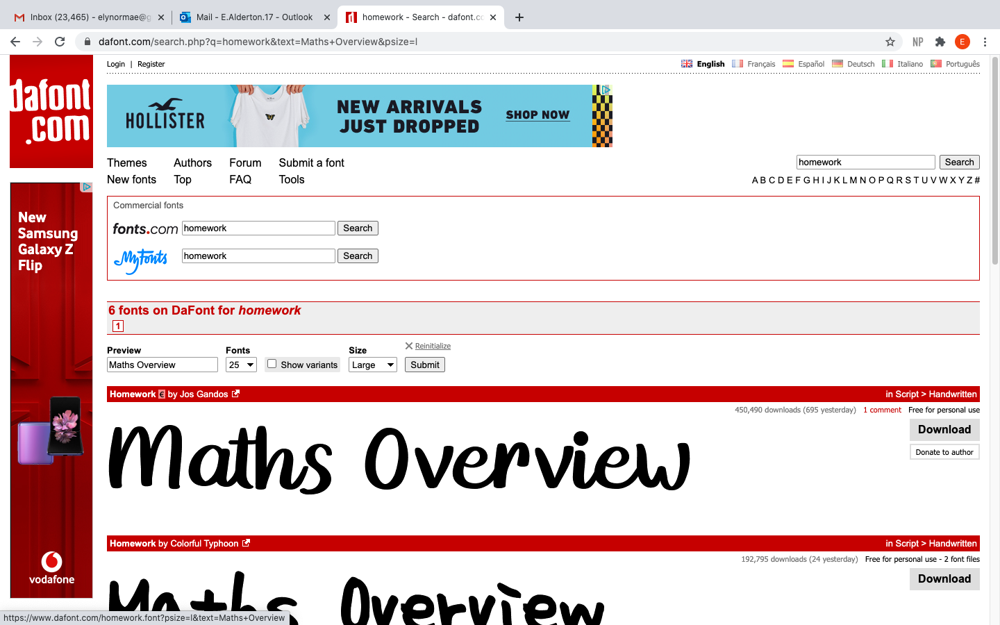 Inbox (23,465) - elynormae@g
Mail - E.Alderton.17 - Outlook
homework - Search - dafont.co
dafont.com/search.php?q=homework&text=Maths+Overview&psize=l
NP
E
dafont
.com
Login | Register
English Français Español Deutsch Italiano Português
HOLLISTER
NEW ARRIVALS
JUST DROPPED
SHOP NOW
Themes Authors Forum Submit a font
New fonts Top FAQ Tools
homework Search
A B C D E F G H I J K L M N O P Q R S T U V W X Y Z #
New
Samsung
Galaxy Z
Flip
vodafone
Commercial fonts
fonts.com homework Search
MyFonts homework Search
6 fonts on DaFont for homework
1
Reinitialize
Preview Fonts Size
Maths Overview 25 Show variants Large Submit
Homework € by Jos Gandos in Script > Handwritten
450,490 downloads (695 yesterday) 1 comment Free for personal use
Maths Overview
Download
Donate to author
Homework by Colorful Typhoon in Script > Handwritten
192,795 downloads (24 yesterday) Free for personal use - 2 font files
Maths Overview
Download
https://www.dafont.com/homework.font?psize=l&text=Maths+Overview